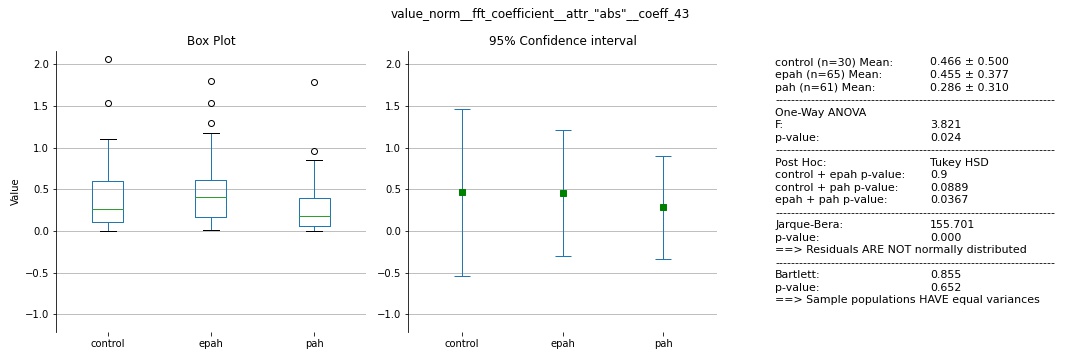 value_norm__fft_coefficient__attr_"abs"__coeff_43
Box Plot
Value
2.0
1.5
1.0
0.5
0.0
−0.5
−1.0
control epah pah
95% Confidence interval
2.0
1.5
1.0
0.5
0.0
−0.5
−1.0
control epah pah
control (n=30) Mean: 0.466 ± 0.500
epah (n=65) Mean: 0.455 ± 0.377
pah (n=61) Mean: 0.286 ± 0.310
One-Way ANOVA
F: 3.821
p-value: 0.024
Post Hoc: Tukey HSD
control + epah p-value: 0.9
control + pah p-value: 0.0889
epah + pah p-value: 0.0367
Jarque-Bera: 155.701
p-value: 0.000
==> Residuals ARE NOT normally distributed
Bartlett: 0.855
p-value: 0.652
==> Sample populations HAVE equal variances